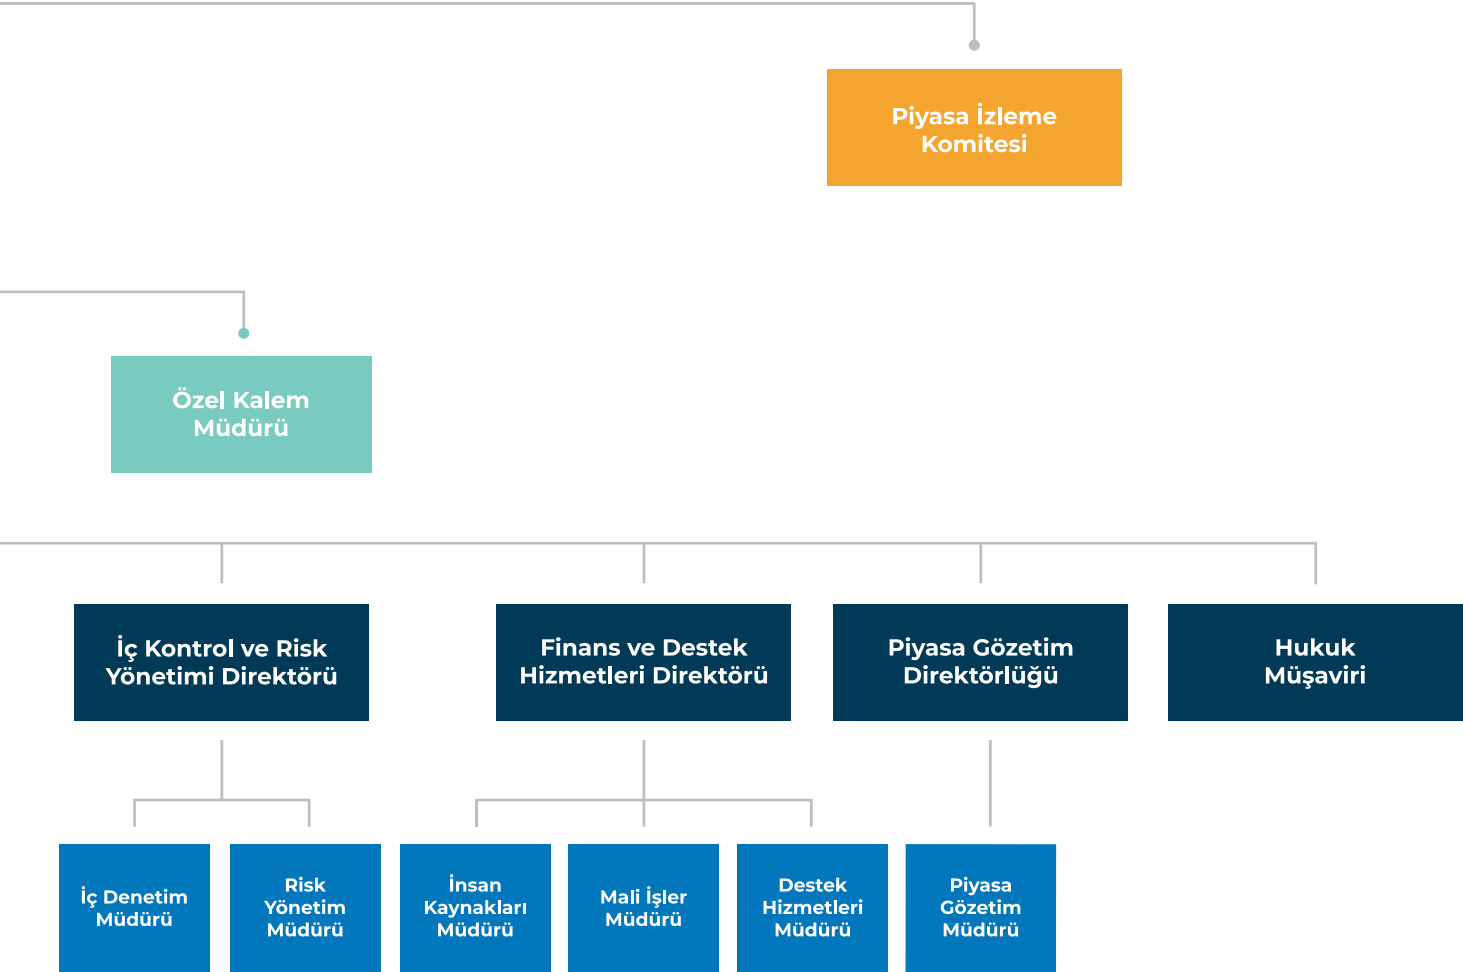 Piyasa İzleme
Komitesi
Özel Kalem
Müdürü
İç Kontrol ve Risk
Yönetimi Direktörü
Finans ve Destek
Hizmetleri Direktörü
Piyasa Gözetim
Direktörlüğü
Hukuk
Müşaviri
İç Denetim
Müdürü
Risk
Yönetim
Müdürü
İnsan
Kaynakları
Müdürü
Mali İşler
Müdürü
Destek
Hizmetleri
Müdürü
Piyasa
Gözetim
Müdürü